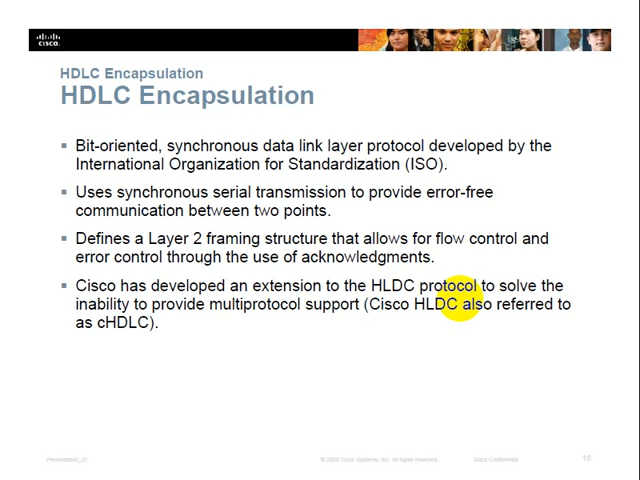 CISCO
HDLC Encapsulation
HDLC Encapsulation
Bit-oriented, synchronous data link layer protocol developed by the
International Organization for Standardization (ISO).
Uses synchronous serial transmission to provide error-free
communication between two points.
Defines a Layer 2 framing structure that allows for flow control and
error control through the use of acknowledgments.
Cisco has developed an extension to the HLDC protocol to solve the
inability to provide multiprotocol support (Cisco HLDC also referred to
as cHDLC).
Presentation_ID
Cisco Systems, Inc. All rights reserved.
Cisco Confidential
16